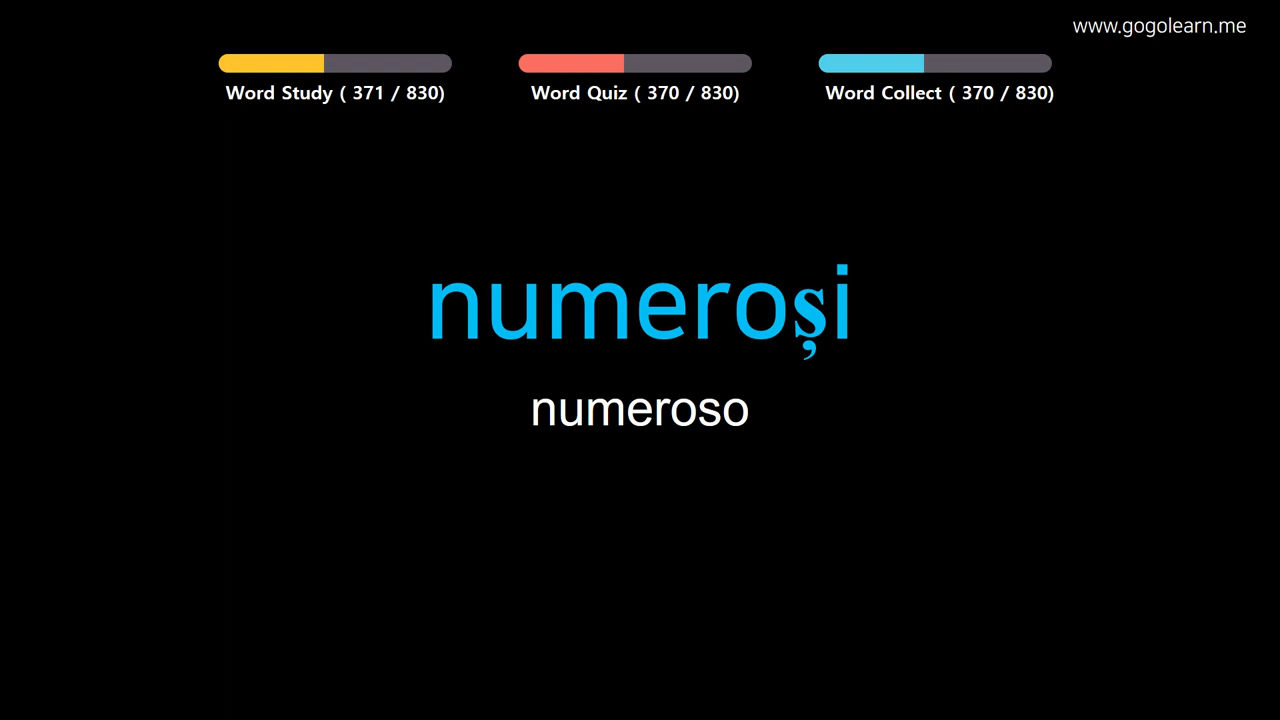 www.gogolearn.me
Word Study ( 371 / 830)
Word Quiz ( 370 / 830)
Word Collect ( 370 / 830)
numeroși
numeroso